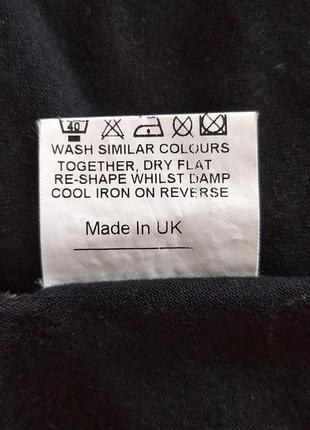 40
WASH SIMILAR COLOURS
TOGETHER, DRY FLAT
RE-SHAPE WHILST DAMP
COOL IRON ON REVERSE
Made In UK